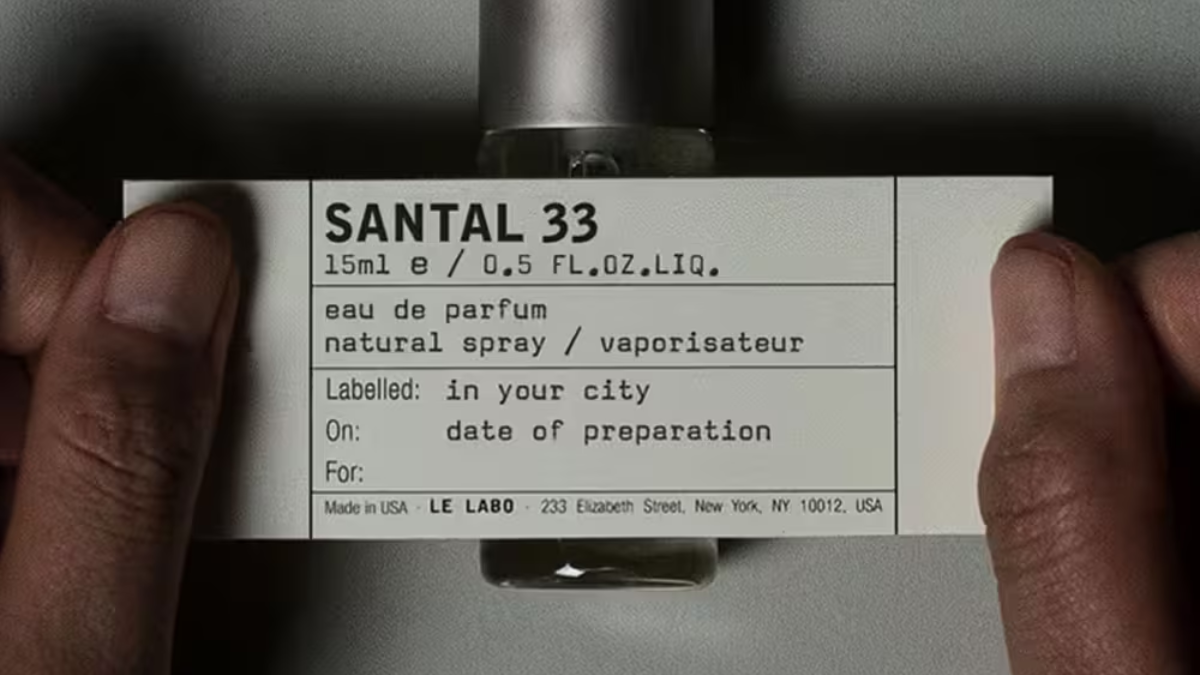 SANTAL 33
15ml e / 0.5 FL.OZ.LIQ.
eau de parfum
natural spray / vaporisateur
Labelled: in your city
On: date of preparation
For:
Made in USA · LE LABO · 233 Elizabeth Street, New York, NY 10012, USA